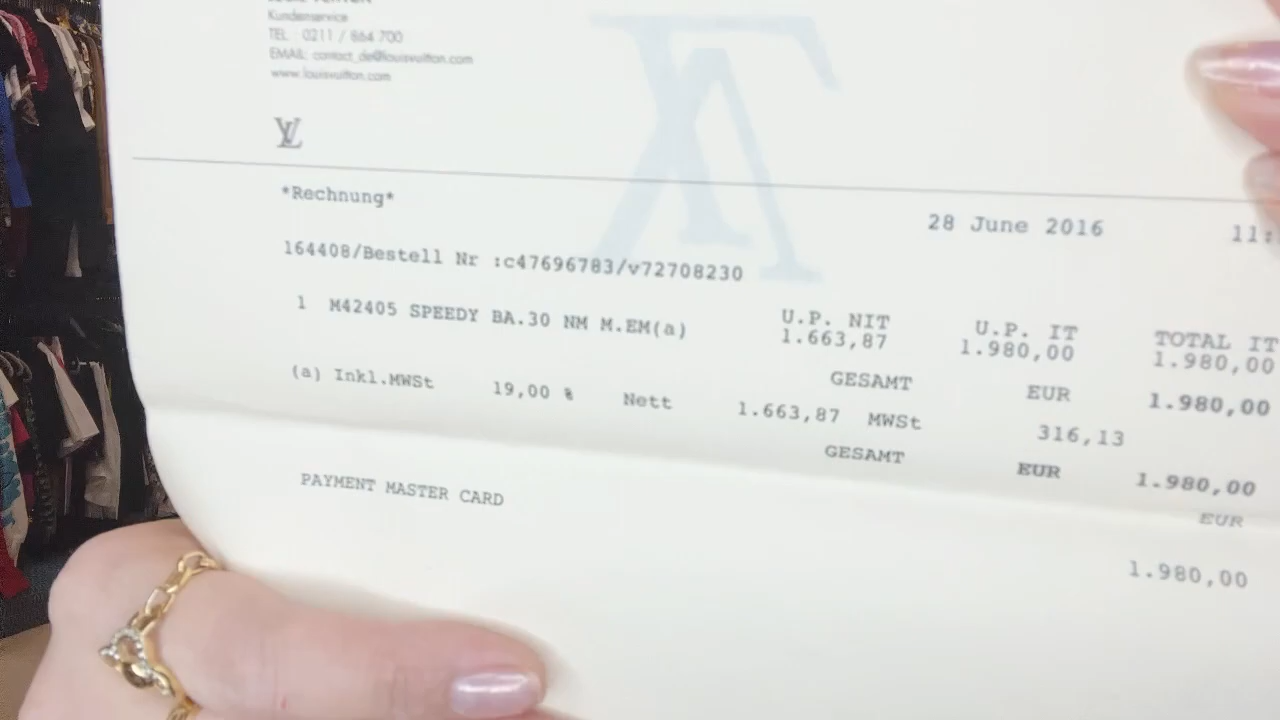 Kundenservice
TEL : 0211 / 864 700
EMAIL: contact_de@louisvuitton.com
www.louisvuitton.com
LV
*Rechnung*
28 June 2016 11:
164408/Bestell Nr :c47696783/v72708230
U.P. NIT U.P. IT TOTAL IT
1 M42405 SPEEDY BA.30 NM M.EM(a) 1.663,87 1.980,00 1.980,00
GESAMT EUR 1.980,00
(a) Inkl.MWSt 19,00 % Nett 1.663,87 MWSt 316,13
GESAMT EUR 1.980,00
EUR
PAYMENT MASTER CARD 1.980,00